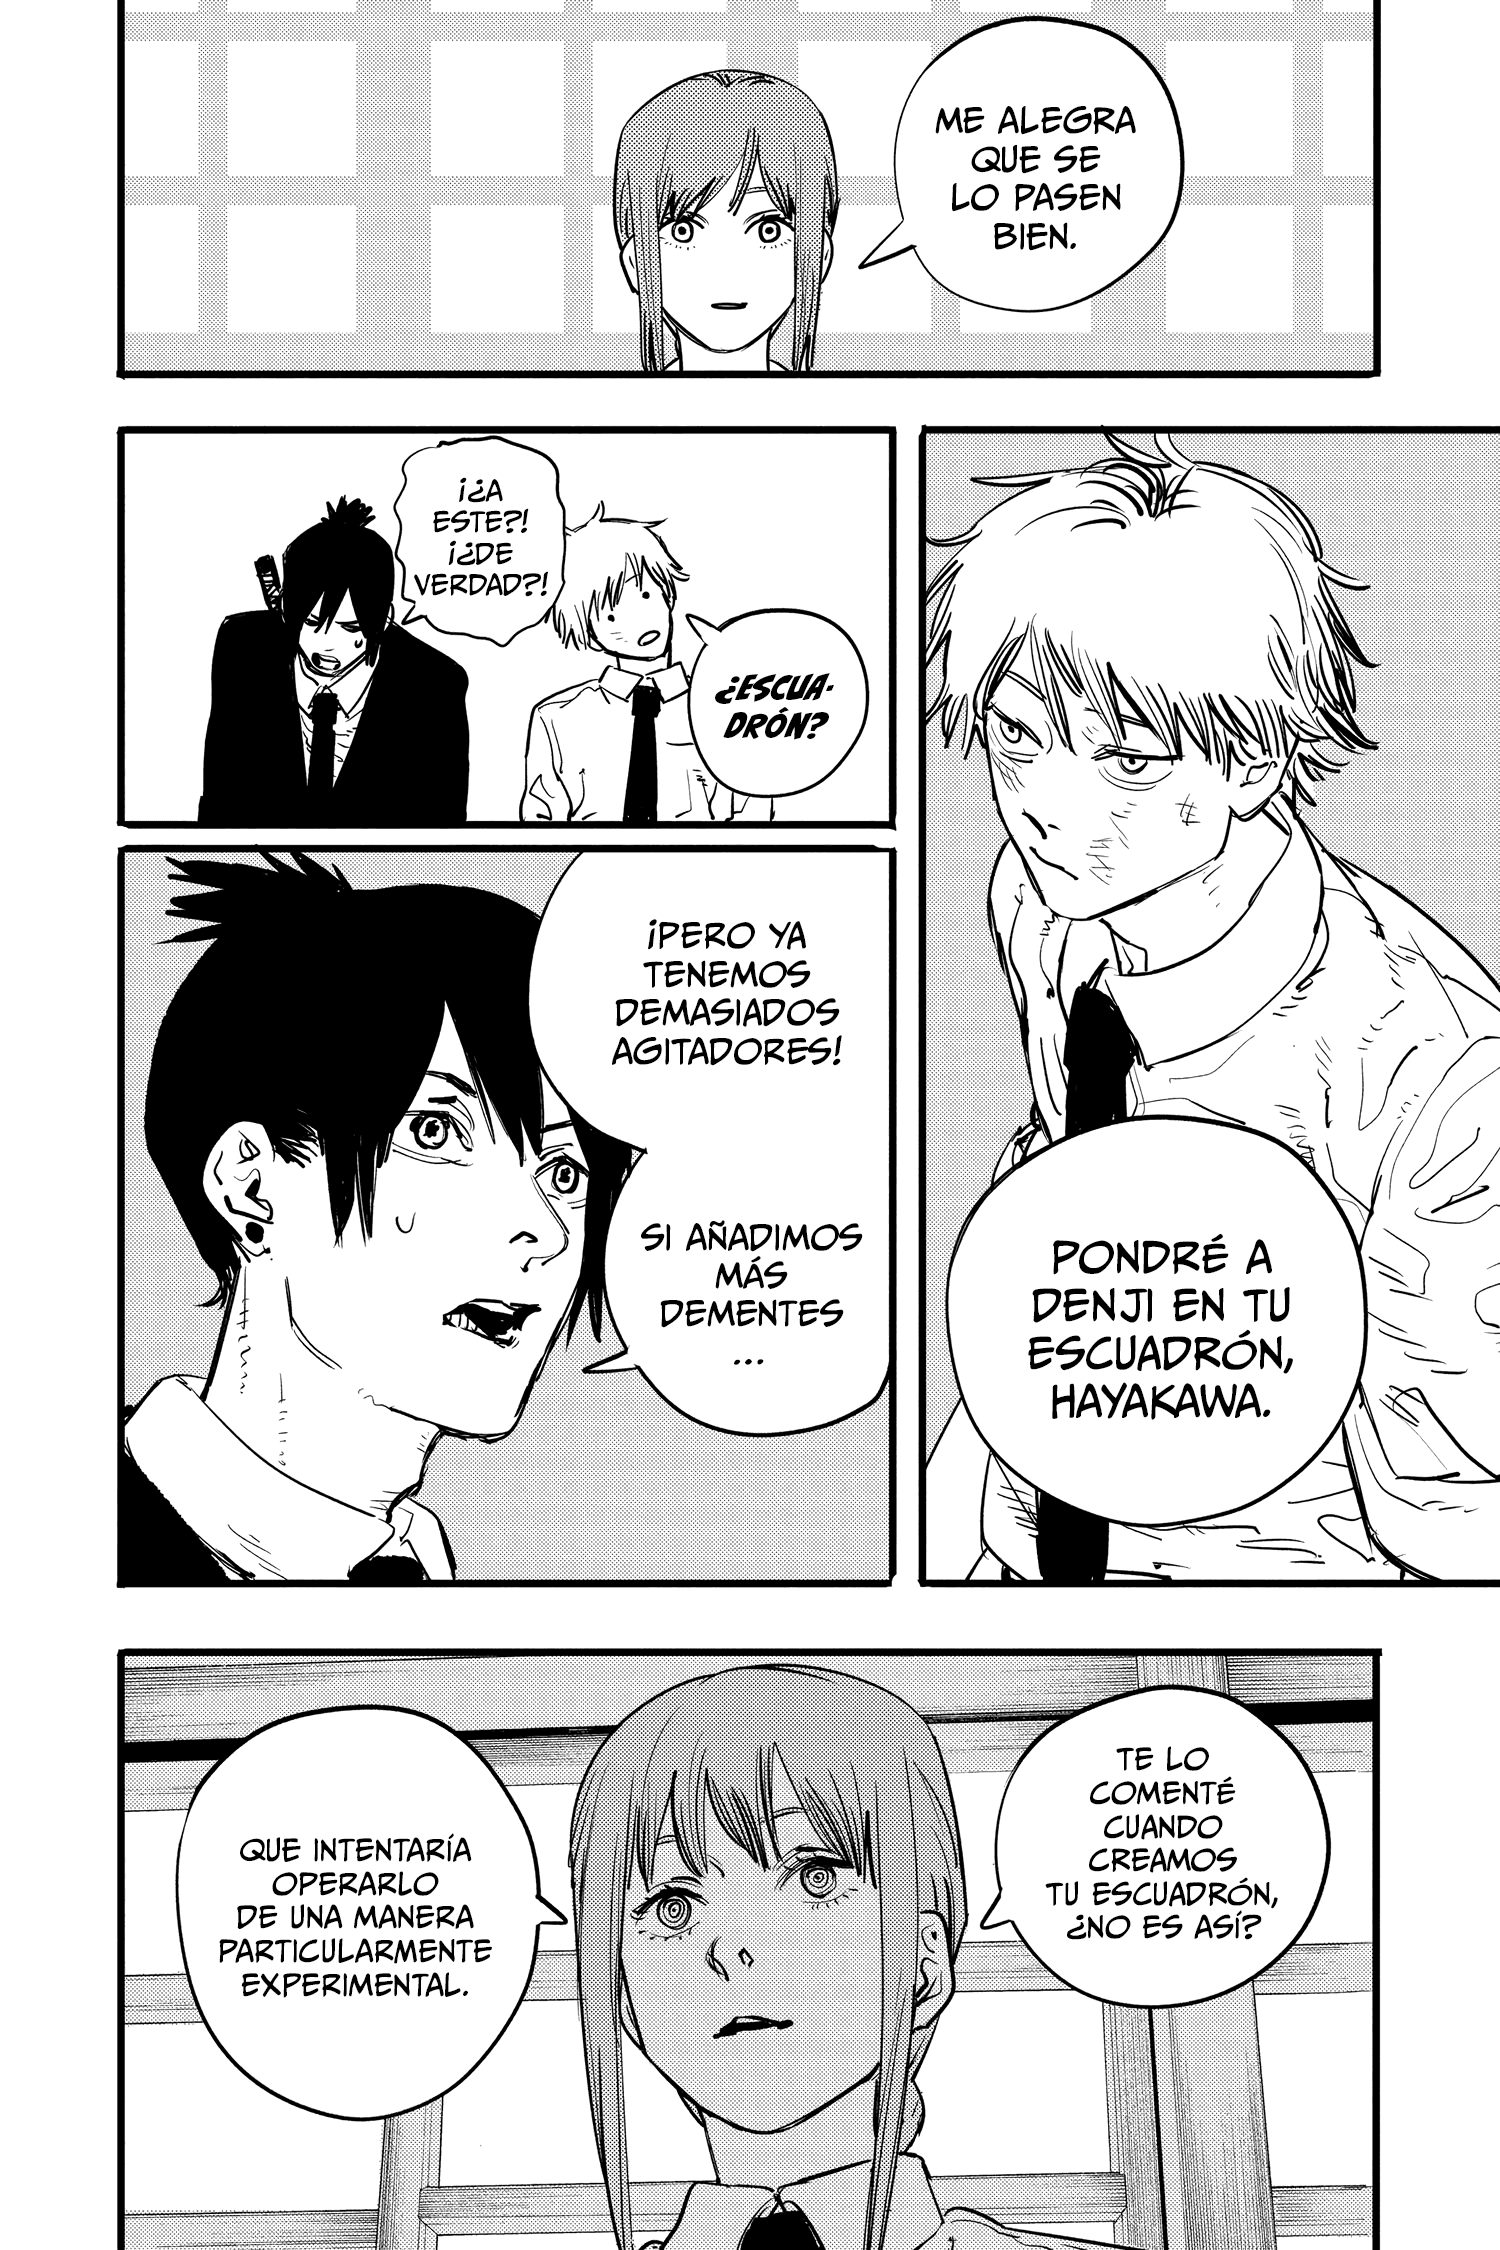 ME ALEGRA
QUE SE
LO PASEN
BIEN.
PONDRÉ A
DENJI EN TU
ESCUADRÓN,
HAYAKAWA.
¿ESCUA-
DRÓN?
¡¿A
ESTE?!
¡¿DE
VERDAD?!
¡PERO YA
TENEMOS
DEMASIADOS
AGITADORES!
SI AÑADIMOS
MÁS
DEMENTES
...
TE LO
COMENTÉ
CUANDO
CREAMOS
TU ESCUADRÓN,
¿NO ES ASÍ?
QUE INTENTARÍA
OPERARLO
DE UNA MANERA
PARTICULARMENTE
EXPERIMENTAL.